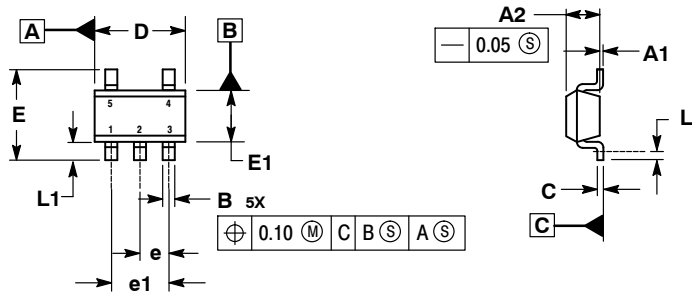 A
D
B
A2
— 0.05 Ⓢ
A1
E
5 4
1 2 3
L
L1
E1
B 5X
C
⌖ 0.10 Ⓜ C B Ⓢ A Ⓢ
C
e
e1